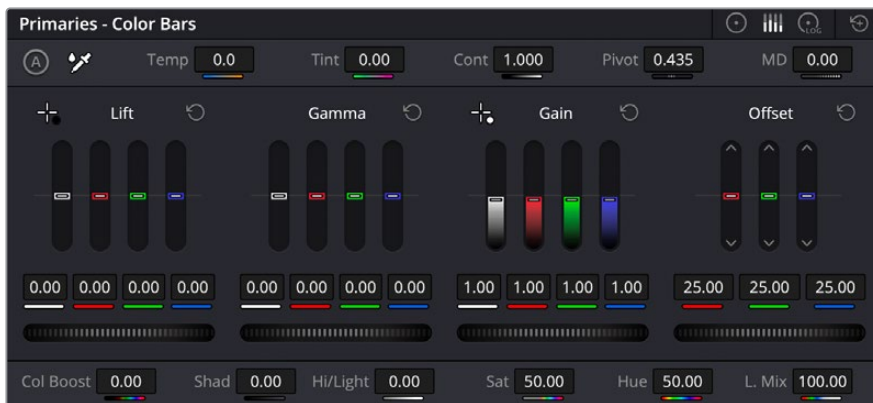 Primaries - Color Bars
LOG
A Temp 0.0 Tint 0.00 Cont 1.000 Pivot 0.435 MD 0.00
Lift Gamma Gain Offset
0.00 0.00 0.00 0.00 0.00 0.00 0.00 0.00 1.00 1.00 1.00 1.00 25.00 25.00 25.00
Col Boost 0.00 Shad 0.00 Hi/Light 0.00 Sat 50.00 Hue 50.00 L. Mix 100.00